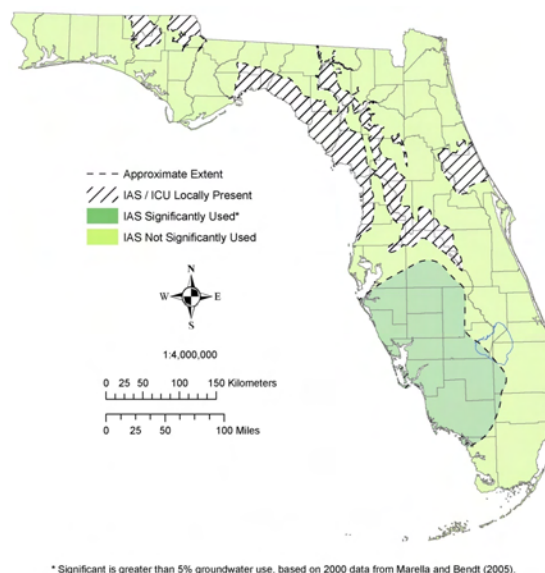 Approximate Extent
IAS / ICU Locally Present
IAS Significantly Used*
IAS Not Significantly Used
N
W E
S
1:4,000,000
0 25 50 100 150 Kilometers
0 25 50 100 Miles
* Significant is greater than 5% groundwater use, based on 2000 data from Marella and Bendt (2005).